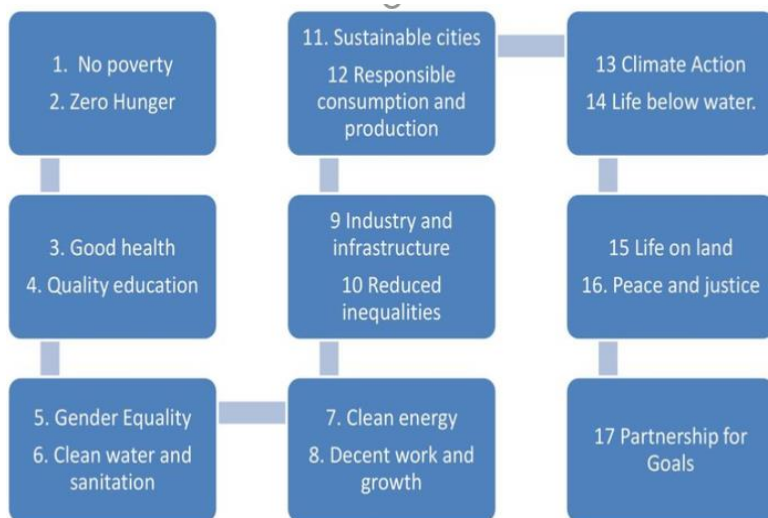 1. No poverty
2. Zero Hunger
3. Good health
4. Quality education
5. Gender Equality
6. Clean water and
sanitation
7. Clean energy
8. Decent work and
growth
9 Industry and
infrastructure
10 Reduced
inequalities
11. Sustainable cities
12 Responsible
consumption and
production
13 Climate Action
14 Life below water.
15 Life on land
16. Peace and justice
17 Partnership for
Goals